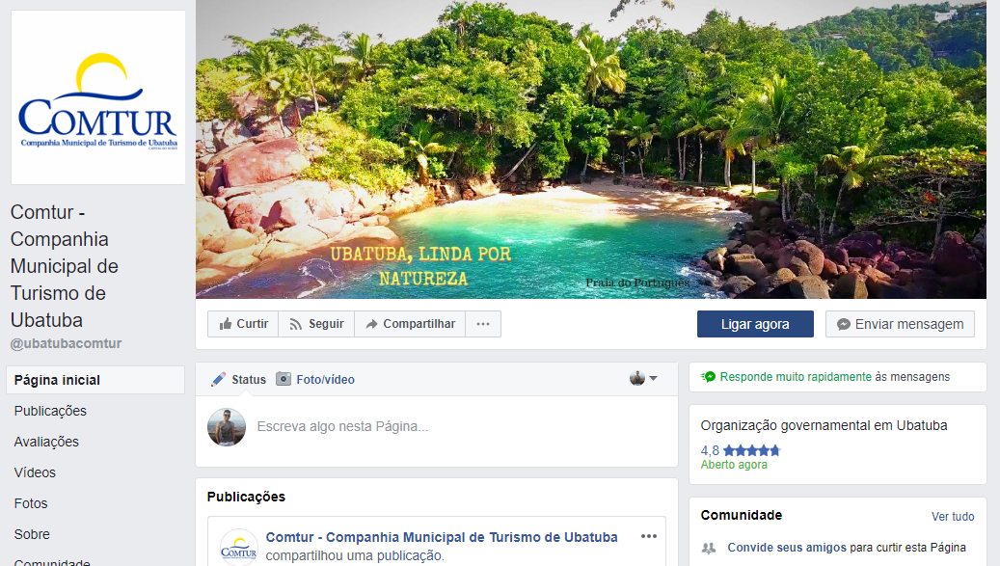 COMTUR
Companhia Municipal de Turismo de Ubatuba
Comtur -
Companhia
Municipal de
Turismo de
Ubatuba
@ubatubacomtur
Página inicial
Publicações
Avaliações
Vídeos
Fotos
Sobre
Comunidade
UBATUBA, LINDA POR
NATUREZA
Praia do Português
Curtir
Seguir
Compartilhar
Ligar agora
Enviar mensagem
Status
Foto/vídeo
Escreva algo nesta Página...
Publicações
COMTUR
Comtur - Companhia Municipal de Turismo de Ubatuba
compartilhou uma publicação.
Responde muito rapidamente às mensagens
Organização governamental em Ubatuba
4,8
Aberto agora
Comunidade
Ver tudo
Convide seus amigos para curtir esta Página